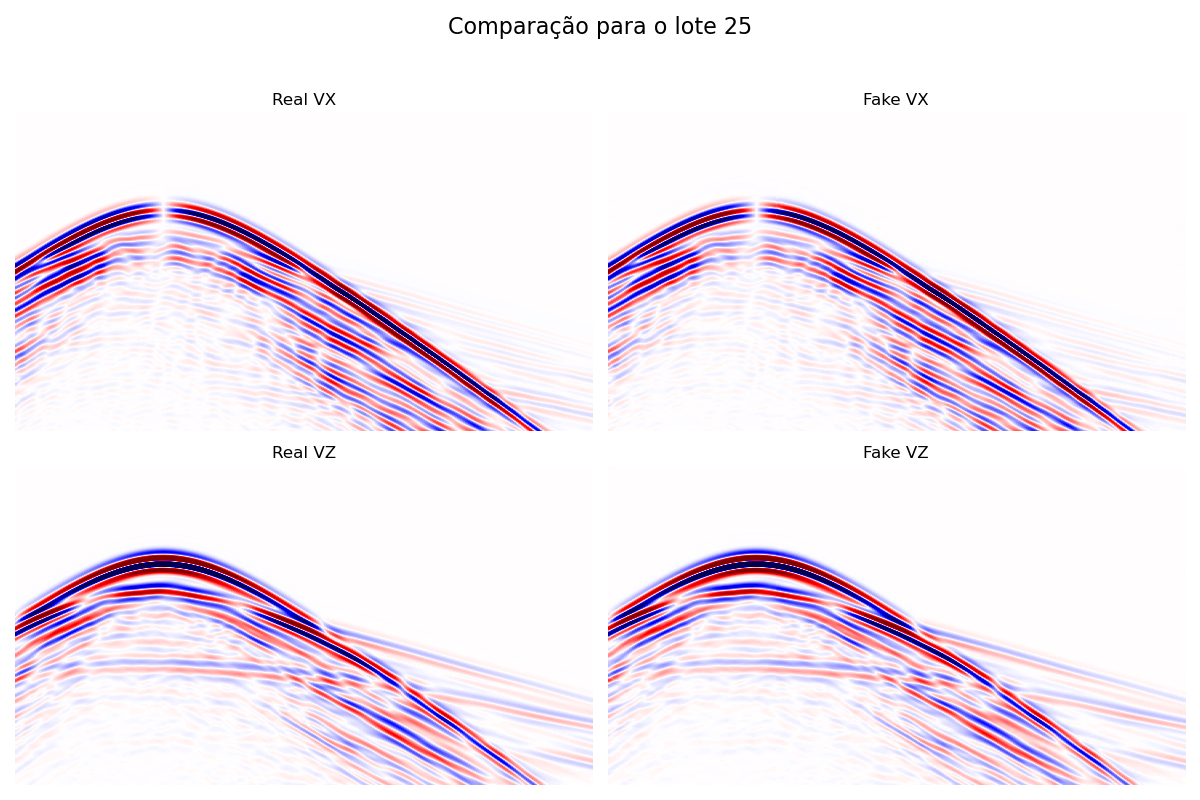 Comparação para o lote 25
Real VX
Fake VX
Real VZ
Fake VZ